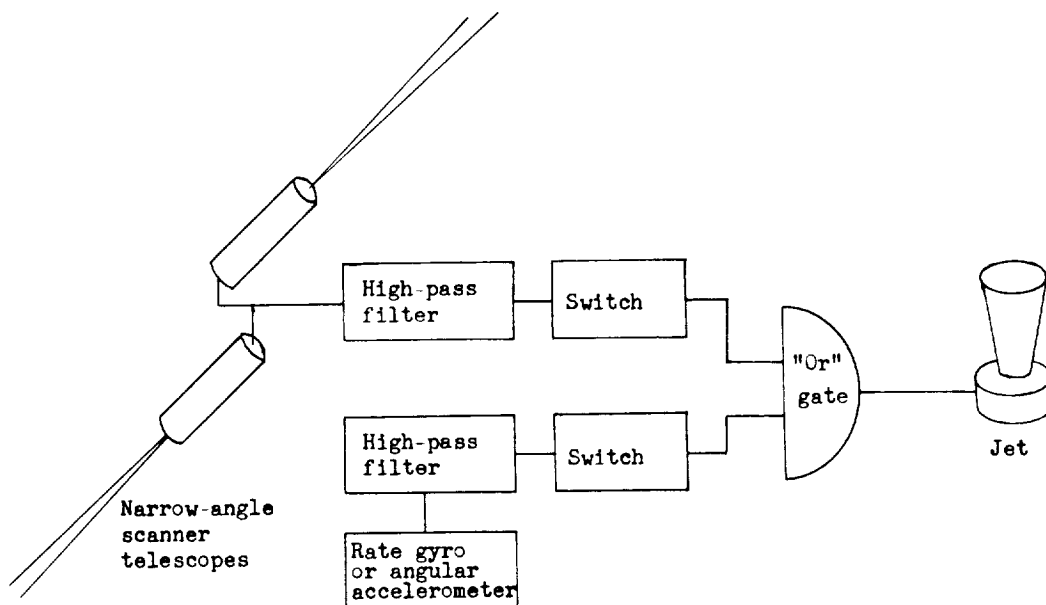 High-pass
filter
Switch
"Or"
gate
High-pass
filter
Switch
Jet
Narrow-angle
scanner
telescopes
Rate gyro
or angular
accelerometer